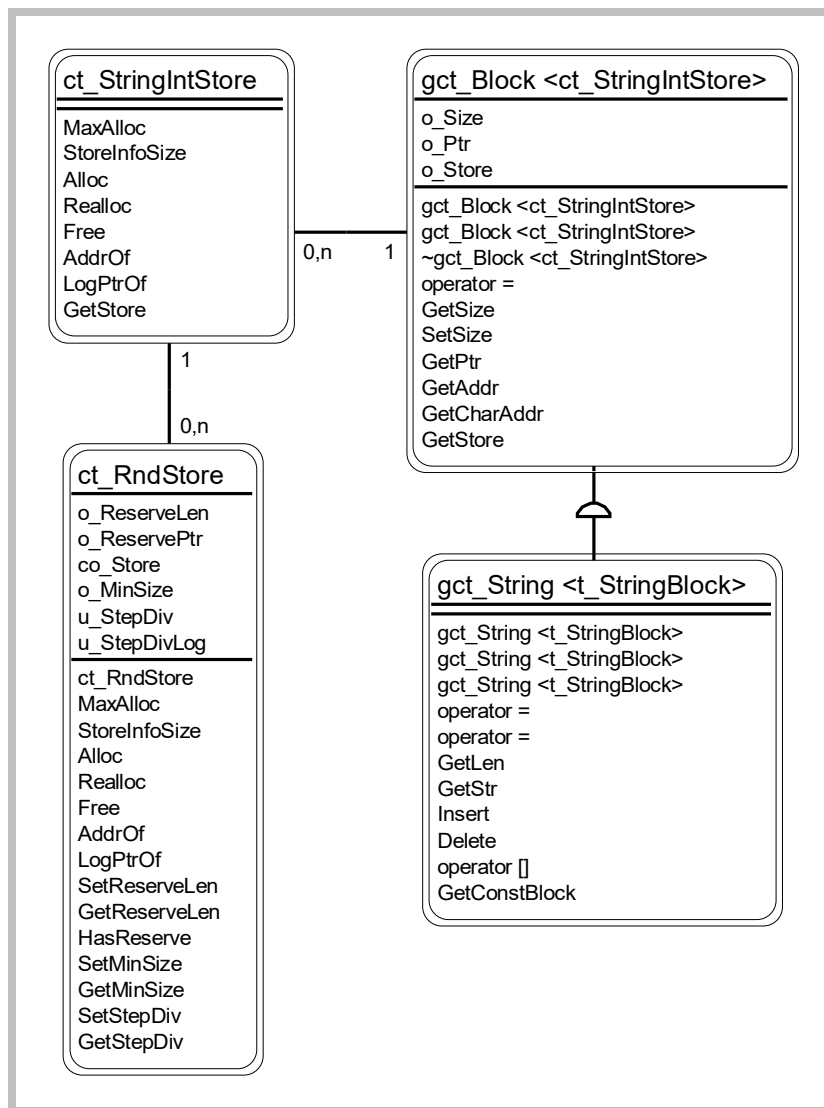 ct_StringIntStore
MaxAlloc
StoreInfoSize
Alloc
Realloc
Free
AddrOf
LogPtrOf
GetStore
0,n
1
gct_Block <ct_StringIntStore>
o_Size
o_Ptr
o_Store
gct_Block <ct_StringIntStore>
gct_Block <ct_StringIntStore>
~gct_Block <ct_StringIntStore>
operator =
GetSize
SetSize
GetPtr
GetAddr
GetCharAddr
GetStore
1
0,n
ct_RndStore
o_ReserveLen
o_ReservePtr
co_Store
o_MinSize
u_StepDiv
u_StepDivLog
ct_RndStore
MaxAlloc
StoreInfoSize
Alloc
Realloc
Free
AddrOf
LogPtrOf
SetReserveLen
GetReserveLen
HasReserve
SetMinSize
GetMinSize
SetStepDiv
GetStepDiv
gct_String <t_StringBlock>
gct_String <t_StringBlock>
gct_String <t_StringBlock>
gct_String <t_StringBlock>
operator =
operator =
GetLen
GetStr
Insert
Delete
operator []
GetConstBlock